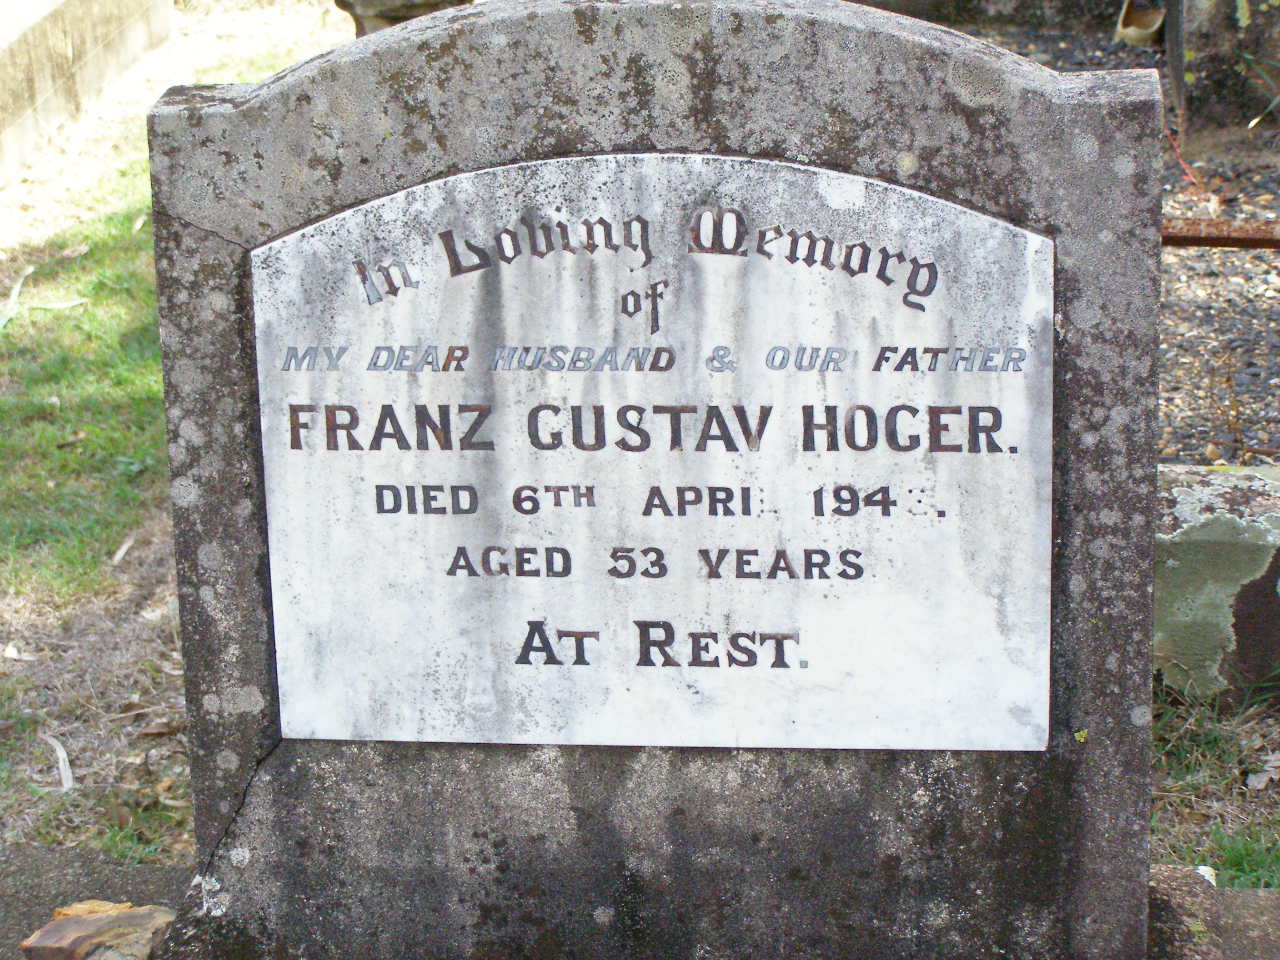 In Loving Memory
of
MY DEAR HUSBAND & OUR FATHER
FRANZ GUSTAV HOGER.
DIED 6TH APRIL 194 .
AGED 53 YEARS
AT REST.